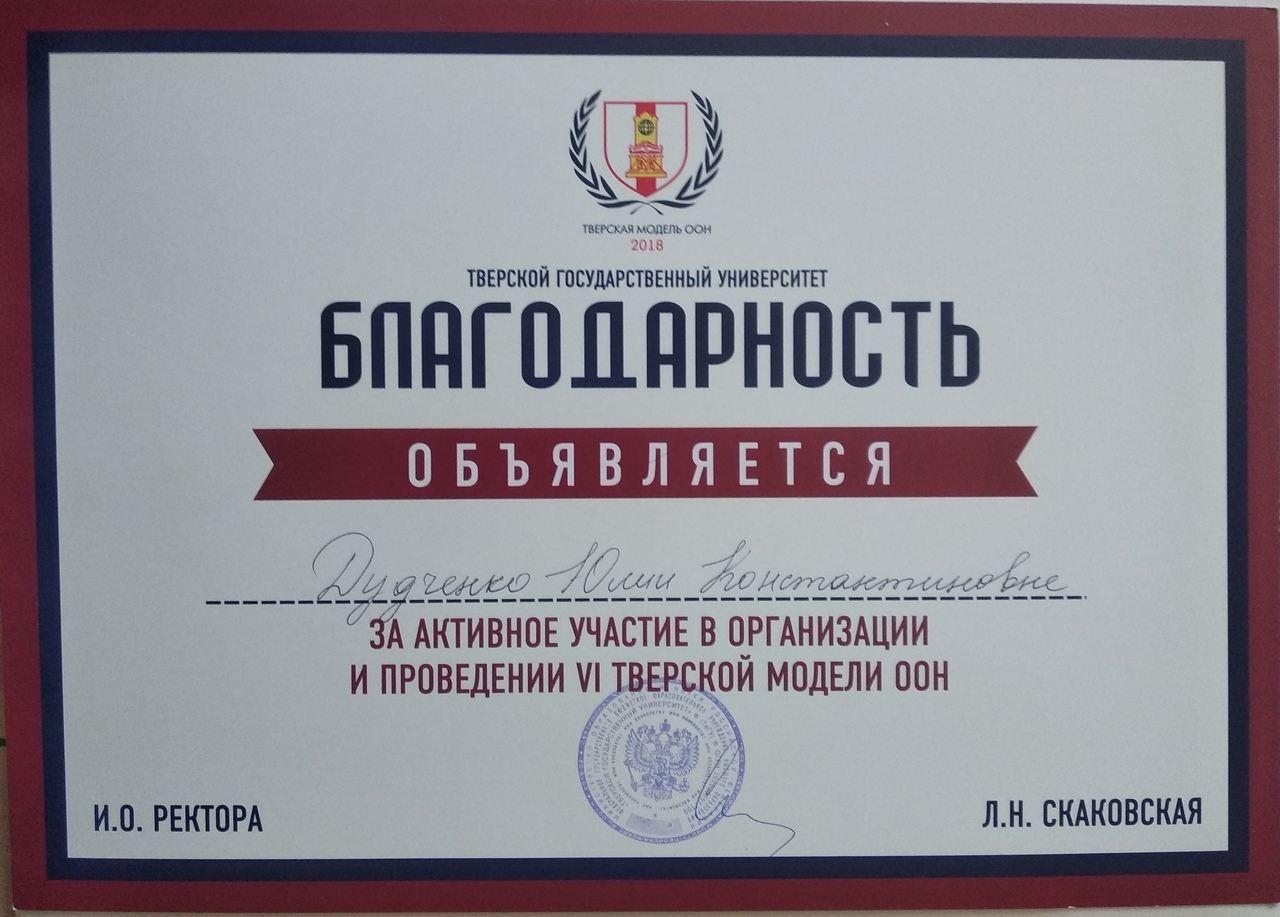 ТВЕРСКАЯ МОДЕЛЬ ООН
2018
ТВЕРСКОЙ ГОСУДАРСТВЕННЫЙ УНИВЕРСИТЕТ
БЛАГОДАРНОСТЬ
ОБЪЯВЛЯЕТСЯ
Дудченко Юлии Константиновне
ЗА АКТИВНОЕ УЧАСТИЕ В ОРГАНИЗАЦИИ
И ПРОВЕДЕНИИ VI ТВЕРСКОЙ МОДЕЛИ ООН
И.О. РЕКТОРА
Л.Н. СКАКОВСКАЯ